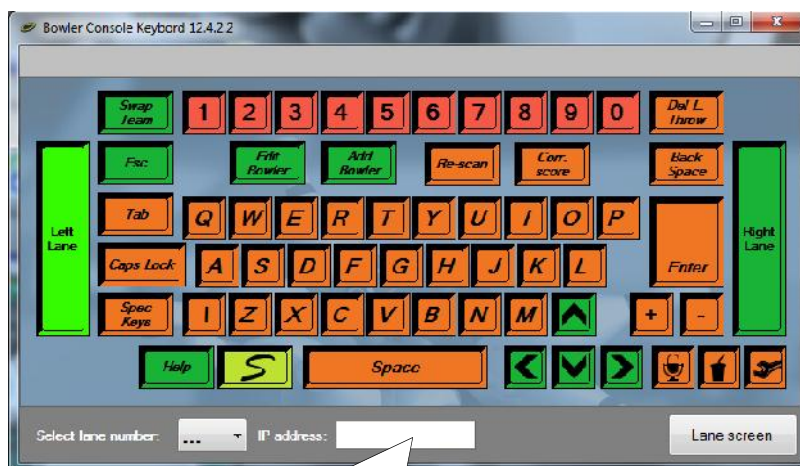 Bowler Console Keybord 12.4.2.2
Swap Team 1 2 3 4 5 6 7 8 9 0 Del L. Throw
Esc Edit Bowler Add Bowler Re-scan Corr. score Back Space
Left Lane
Tab Q W E R T Y U I O P
Right Lane
Caps Lock A S D F G H J K L Enter
Spec Keys \ Z X C V B N M + -
Help S Space
Select lane number: ... IP address: Lane screen